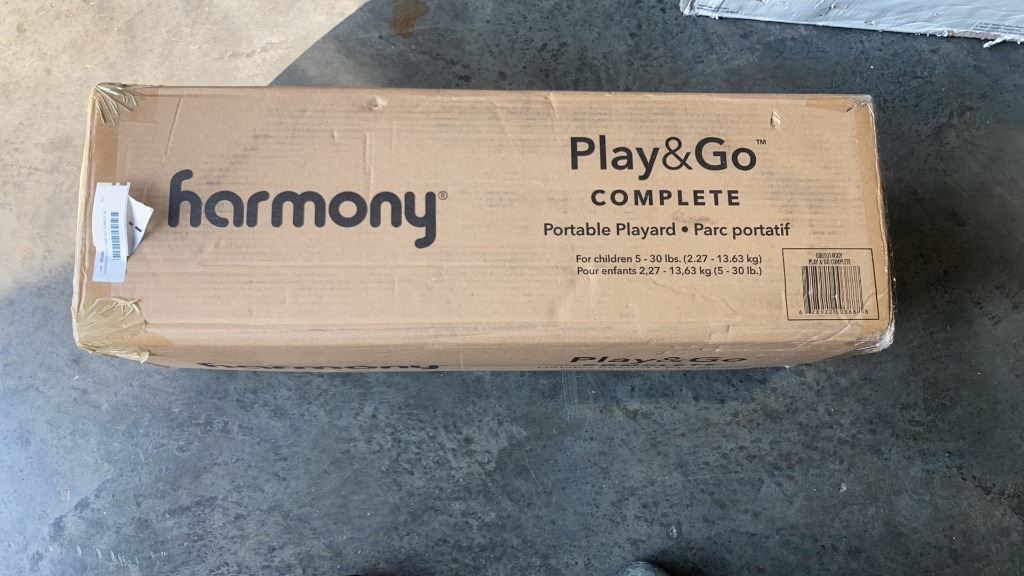 harmony®
Play&Go™
COMPLETE
Portable Playard • Parc portatif
For children 5 - 30 lbs. (2.27 - 13.63 kg)
Pour enfants 2,27 - 13,63 kg (5 - 30 lb.)
PLAY & GO COMPLETE
harmony
Play&Go